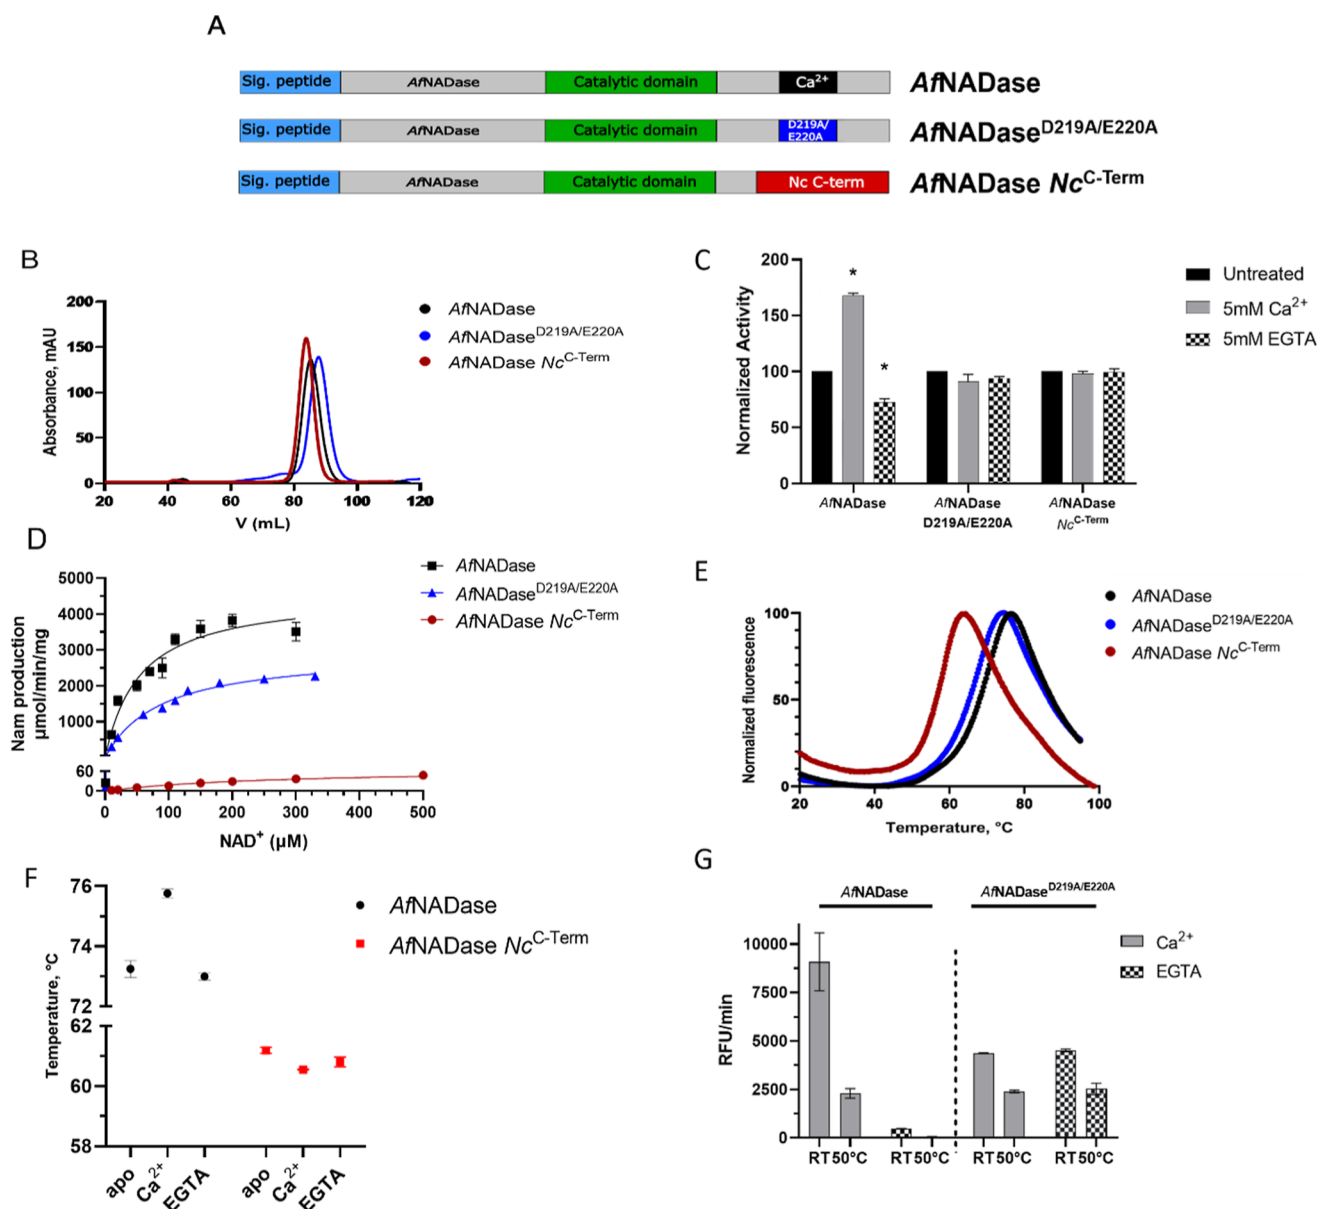 A
Sig. peptide AfNADase Catalytic domain Ca2+ AfNADase
Sig. peptide AfNADase Catalytic domain D219A/ E220A AfNADaseD219A/E220A
Sig. peptide AfNADase Catalytic domain Nc C-term AfNADase NcC-Term
B
Absorbance, mAU
200
150
100
50
0
20 40 60 80 100 120
V (mL)
AfNADase
AfNADaseD219A/E220A
AfNADase NcC-Term
C
Normalized Activity
200
150
100
50
0
*
*
AfNADase AfNADase D219A/E220A AfNADase NcC-Term
Untreated
5mM Ca2+
5mM EGTA
D
Nam production
µmol/min/mg
5000
4000
3000
2000
1000
60
0
0 100 200 300 400 500
NAD+ (µM)
AfNADase
AfNADaseD219A/E220A
AfNADase NcC-Term
E
Normalized fluorescence
100
50
0
20 40 60 80 100
Temperature, °C
AfNADase
AfNADaseD219A/E220A
AfNADase NcC-Term
F
Temperature, °C
76
74
72
62
60
58
apo Ca2+ EGTA apo Ca2+ EGTA
AfNADase
AfNADase NcC-Term
G
AfNADase AfNADaseD219A/E220A
RFU/min
10000
7500
5000
2500
0
RT 50°C RT 50°C RT 50°C RT 50°C
Ca2+
EGTA